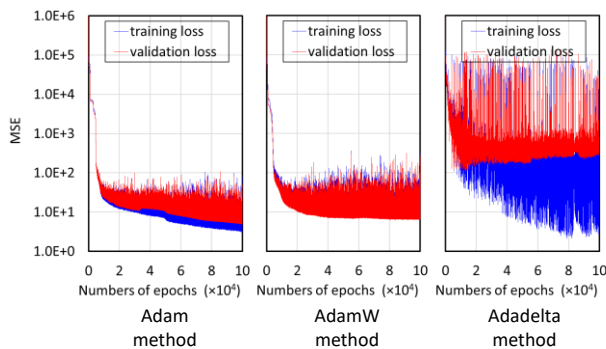 1.0E+6
1.0E+5
1.0E+4
1.0E+3
1.0E+2
1.0E+1
1.0E+0
MSE
training loss
validation loss
0 2 4 6 8 10
Numbers of epochs (×10⁴)
Adam
method
training loss
validation loss
0 2 4 6 8 10
Numbers of epochs (×10⁴)
AdamW
method
training loss
validation loss
0 2 4 6 8 10
Numbers of epochs (×10⁴)
Adadelta
method